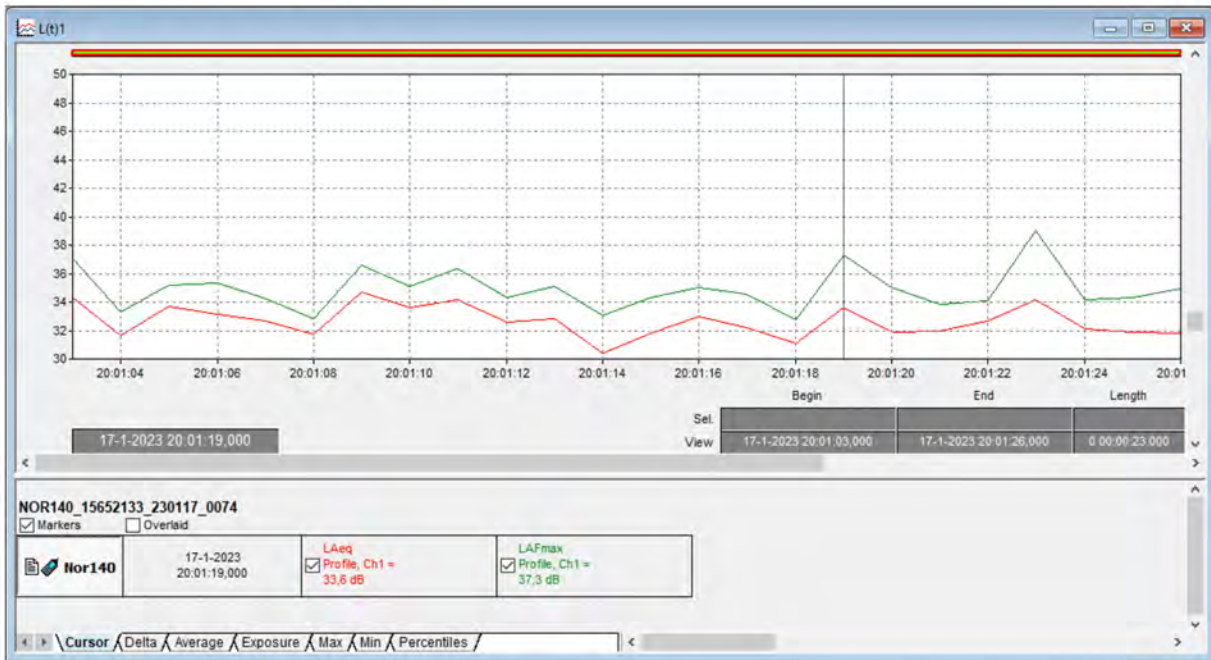 L(t)1
50
48
46
44
42
40
38
36
34
32
30
20:01:04 20:01:06 20:01:08 20:01:10 20:01:12 20:01:14 20:01:16 20:01:18 20:01:20 20:01:22 20:01:24 20:01
Begin End Length
Sel.
17-1-2023 20:01:19,000 View 17-1-2023 20:01:03,000 17-1-2023 20:01:26,000 0 00:00:23.000
NOR140_15652133_230117_0074
Markers Overlaid
Nor140
17-1-2023
20:01:19,000
LAeq
Profile, Ch1 =
33,6 dB
LAFmax
Profile, Ch1 =
37,3 dB
Cursor Delta Average Exposure Max Min Percentiles